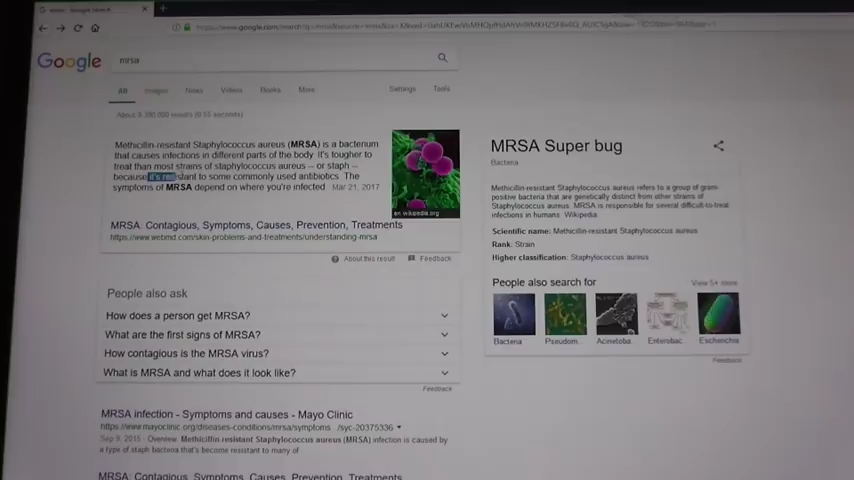 Google
mrsa
All Images News Videos Books More Settings Tools
Methicillin-resistant Staphylococcus aureus (MRSA) is a bacterium
that causes infections in different parts of the body. It's tougher to
treat than most strains of staphylococcus aureus -- or staph --
because it's resistant to some commonly used antibiotics. The
symptoms of MRSA depend on where you're infected. Mar 21, 2017
en.wikipedia.org
MRSA: Contagious, Symptoms, Causes, Prevention, Treatments
https://www.webmd.com/skin-problems-and-treatments/understanding-mrsa
About this result Feedback
People also ask
How does a person get MRSA?
What are the first signs of MRSA?
How contagious is the MRSA virus?
What is MRSA and what does it look like?
Feedback
MRSA infection - Symptoms and causes - Mayo Clinic
https://www.mayoclinic.org/diseases-conditions/mrsa/symptoms.../syc-20375336
Sep 9, 2015 - Overview. Methicillin-resistant Staphylococcus aureus (MRSA) infection is caused by
a type of staph bacteria that's become resistant to many of
MRSA: Contagious, Symptoms, Causes, Prevention, Treatments
MRSA Super bug
Bacteria
Methicillin-resistant Staphylococcus aureus refers to a group of gram-
positive bacteria that are genetically distinct from other strains of
Staphylococcus aureus. MRSA is responsible for several difficult-to-treat
infections in humans. Wikipedia
Scientific name: Methicillin-resistant Staphylococcus aureus
Rank: Strain
Higher classification: Staphylococcus aureus
People also search for View 5+ more
Bacteria Pseudom... Acinetoba... Enterobac... Escherichia
Feedback